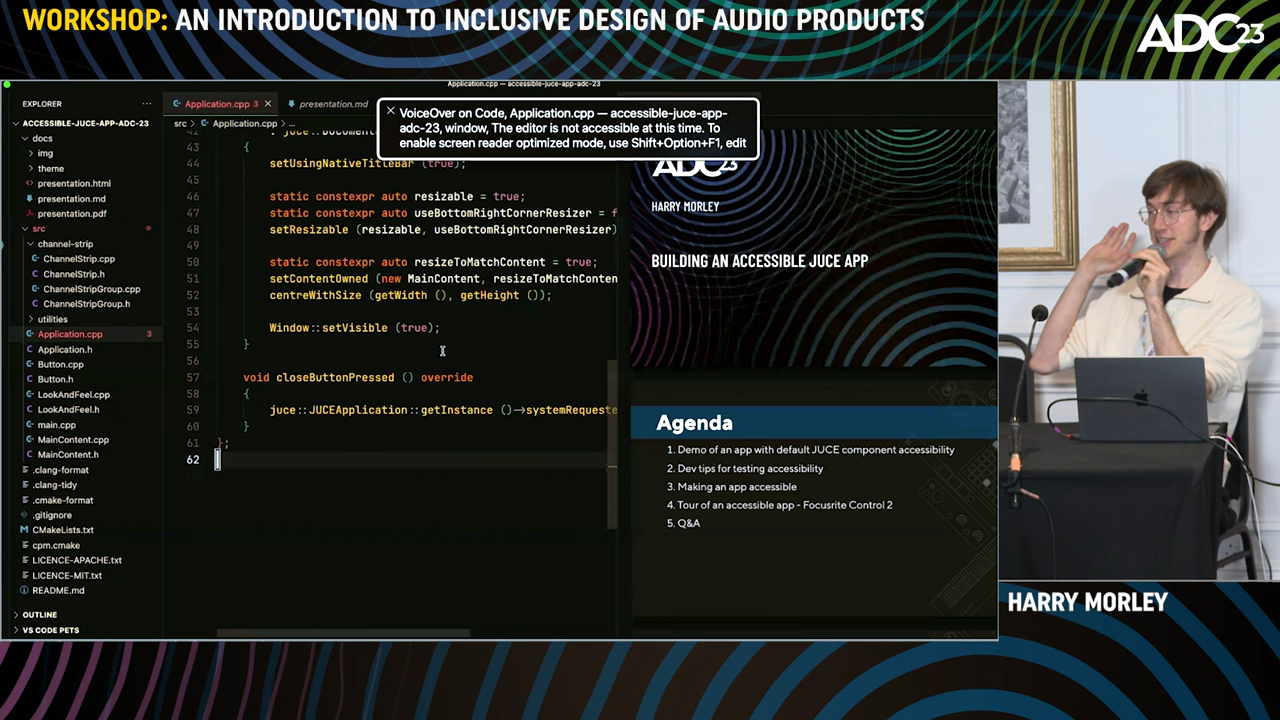 WORKSHOP: AN INTRODUCTION TO INCLUSIVE DESIGN OF AUDIO PRODUCTS
ADC23
Application.cpp — accessible-juce-app-adc-23
EXPLORER
ACCESSIBLE-JUCE-APP-ADC-23
docs
img
theme
presentation.html
presentation.md
presentation.pdf
src
channel-strip
ChannelStrip.cpp
ChannelStrip.h
ChannelStripGroup.cpp
ChannelStripGroup.h
utilities
Application.cpp 3
Application.h
Button.cpp
Button.h
LookAndFeel.cpp
LookAndFeel.h
main.cpp
MainContent.cpp
MainContent.h
.clang-format
.clang-tidy
.cmake-format
.gitignore
CMakeLists.txt
cpm.cmake
LICENCE-APACHE.txt
LICENCE-MIT.txt
README.md
OUTLINE
VS CODE PETS
Application.cpp 3
presentation.md
src > Application.cpp > ...
VoiceOver on Code, Application.cpp — accessible-juce-app-
adc-23, window, The editor is not accessible at this time. To
enable screen reader optimized mode, use Shift+Option+F1, edit
43 {
44 setUsingNativeTitleBar (true);
45
46 static constexpr auto resizable = true;
47 static constexpr auto useBottomRightCornerResizer = f
48 setResizable (resizable, useBottomRightCornerResizer)
49
50 static constexpr auto resizeToMatchContent = true;
51 setContentOwned (new MainContent, resizeToMatchConten
52 centreWithSize (getWidth (), getHeight ());
53
54 Window::setVisible (true);
55 }
56
57 void closeButtonPressed () override
58 {
59 juce::JUCEApplication::getInstance ()->systemRequeste
60 }
61 };
62
ADC23
HARRY MORLEY
BUILDING AN ACCESSIBLE JUCE APP
Agenda
1. Demo of an app with default JUCE component accessibility
2. Dev tips for testing accessibility
3. Making an app accessible
4. Tour of an accessible app - Focusrite Control 2
5. Q&A
HARRY MORLEY